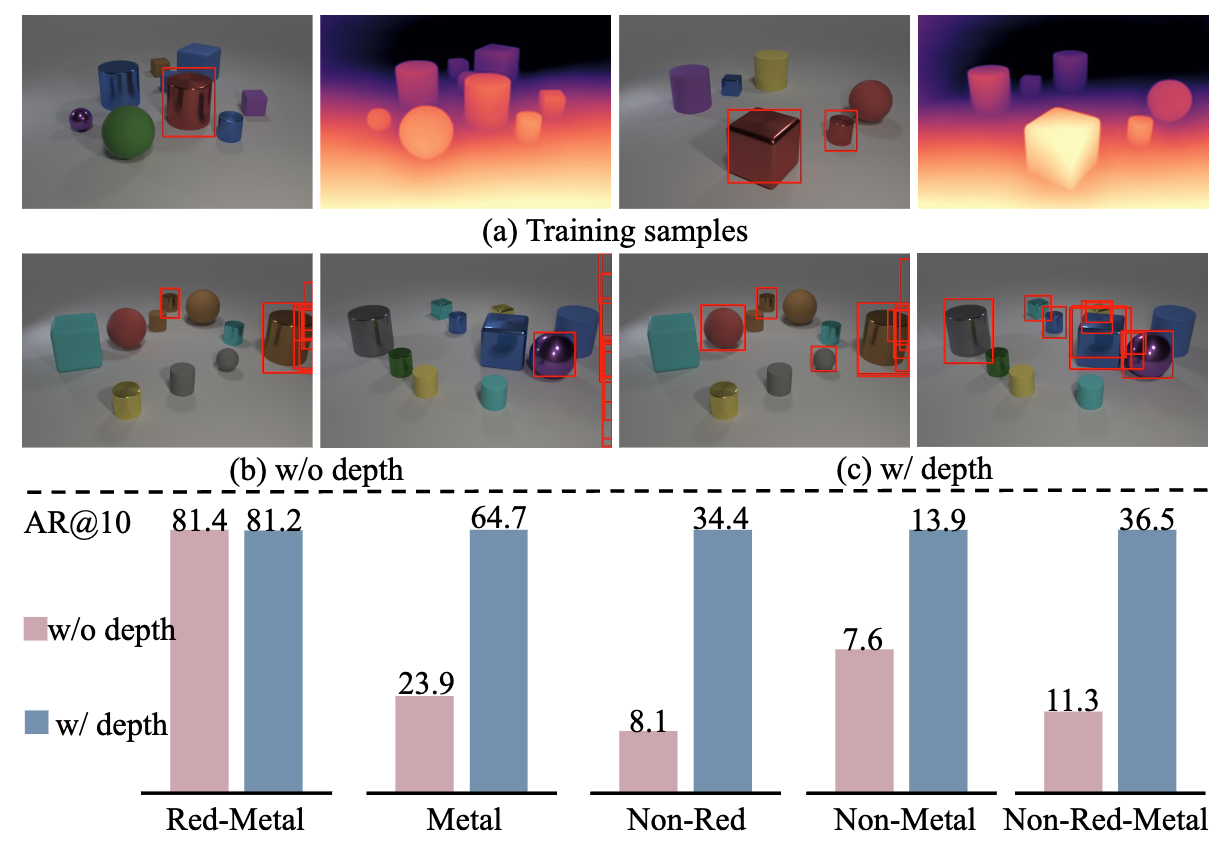 (a) Training samples
(b) w/o depth
(c) w/ depth
AR@10
81.4 81.2
64.7
34.4
13.9
36.5
w/o depth
23.9
8.1
7.6
11.3
w/ depth
Red-Metal
Metal
Non-Red
Non-Metal
Non-Red-Metal